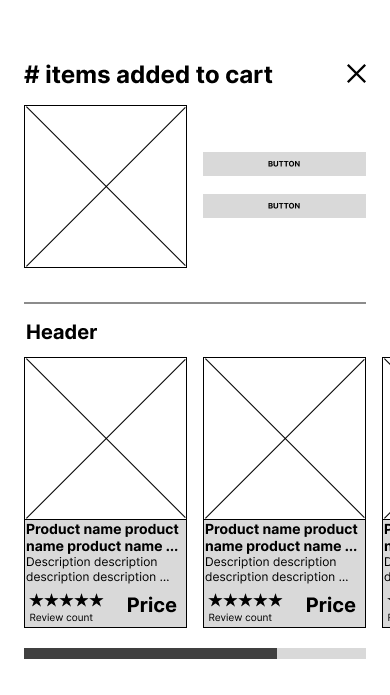 # items added to cart
BUTTON
BUTTON
Header
Product name product
name product name ...
Description description
description description ...
Price
Review count
Product name product
name product name ...
Description description
description description ...
Price
Review count